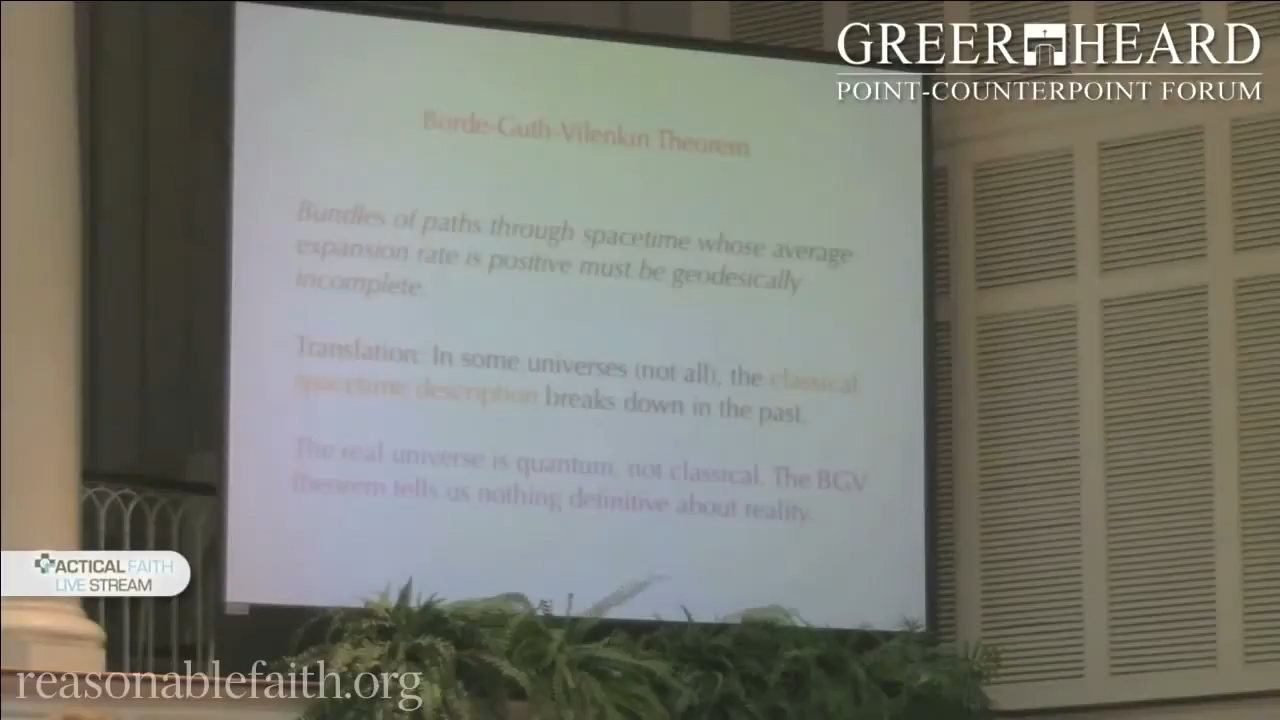 GREER HEARD
POINT-COUNTERPOINT FORUM
Borde-Guth-Vilenkin Theorem
Bundles of paths through spacetime whose average
expansion rate is positive must be geodesically
incomplete.
Translation: In some universes (not all), the classical
spacetime description breaks down in the past.
The real universe is quantum, not classical. The BGV
theorem tells us nothing definitive about reality.
TACTICAL FAITH
LIVE STREAM
reasonablefaith.org